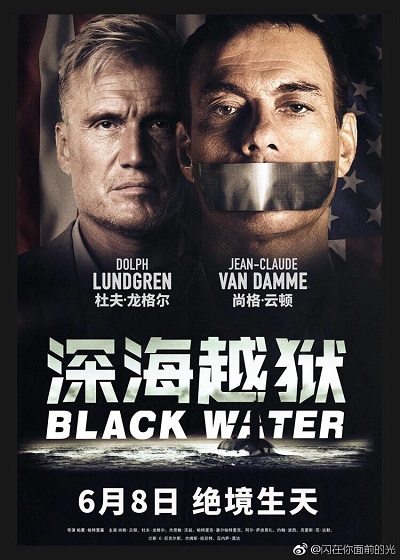 DOLPH
LUNDGREN
杜夫·龙格尔
JEAN-CLAUDE
VAN DAMME
尚格·云顿
深海越狱
BLACK WATER
6月8日 绝境生天
@闪在你面前的光